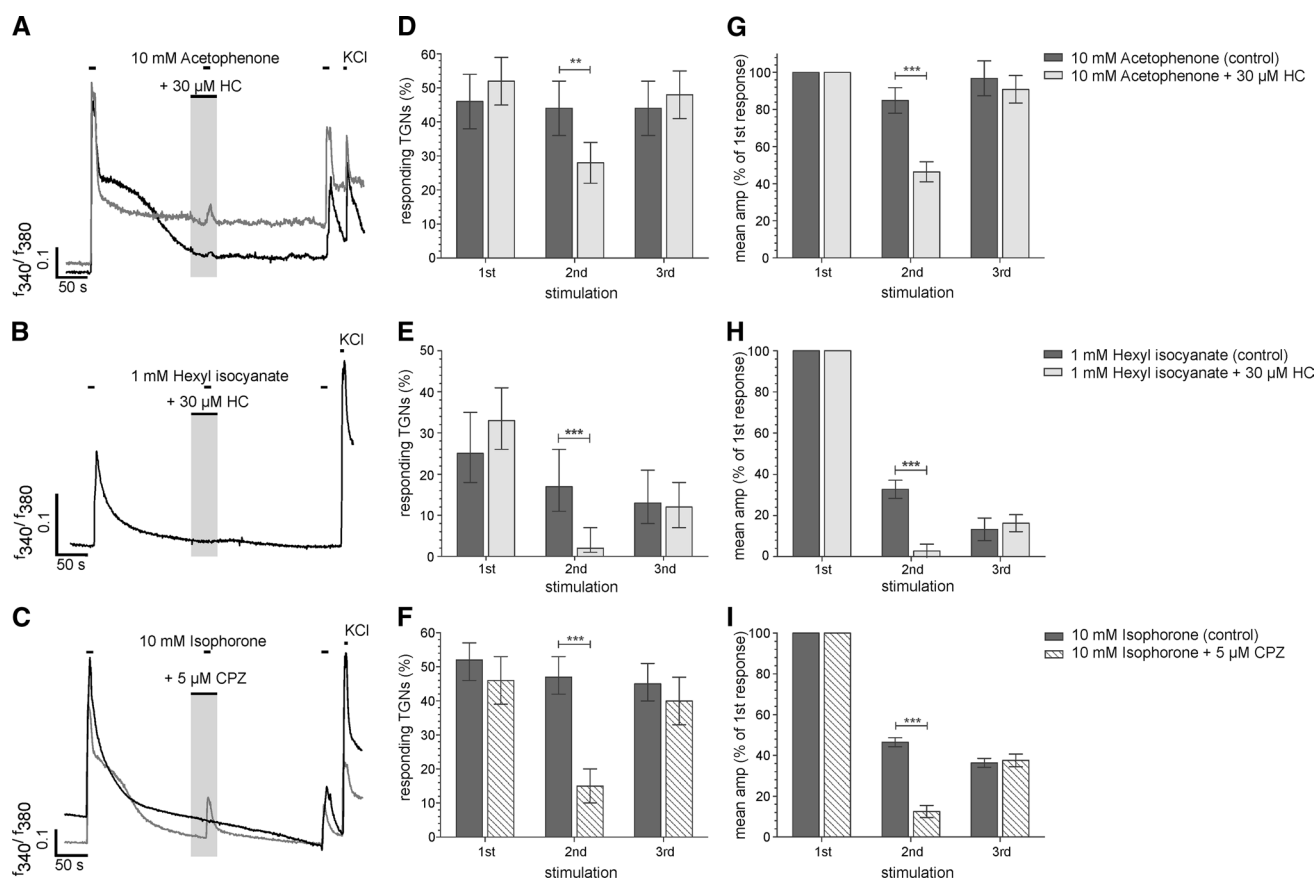 A
10 mM Acetophenone
KCl
+ 30 µM HC
f340/ f380
0.1
50 s
D
responding TGNs (%)
60
50
40
30
20
10
0
**
1st
2nd
3rd
stimulation
G
mean amp (% of 1st response)
100
80
60
40
20
0
***
1st
2nd
3rd
stimulation
10 mM Acetophenone (control)
10 mM Acetophenone + 30 µM HC
B
KCl
1 mM Hexyl isocyanate
+ 30 µM HC
f340/ f380
0.1
50 s
E
responding TGNs (%)
50
40
30
20
10
0
***
1st
2nd
3rd
stimulation
H
mean amp (% of 1st response)
100
80
60
40
20
0
***
1st
2nd
3rd
stimulation
1 mM Hexyl isocyanate (control)
1 mM Hexyl isocyanate + 30 µM HC
C
KCl
10 mM Isophorone
+ 5 µM CPZ
f340/ f380
0.1
50 s
F
responding TGNs (%)
60
50
40
30
20
10
0
***
1st
2nd
3rd
stimulation
I
mean amp (% of 1st response)
100
80
60
40
20
0
***
1st
2nd
3rd
stimulation
10 mM Isophorone (control)
10 mM Isophorone + 5 µM CPZ